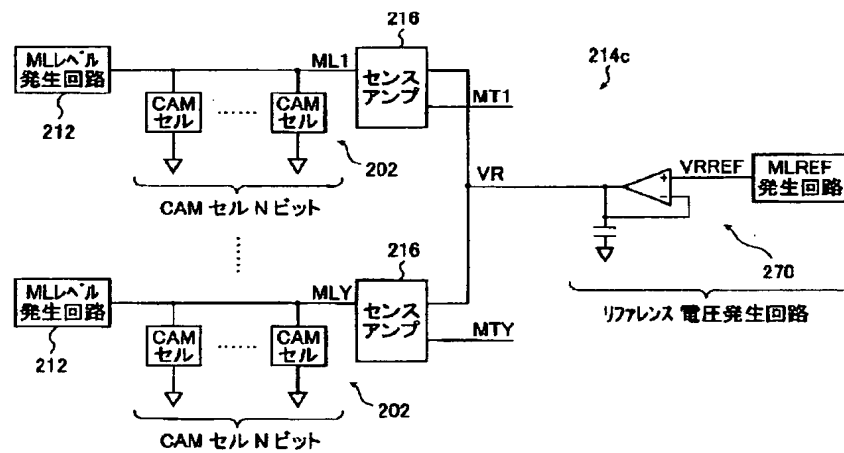 216
214c
MLレベル
発生回路
ML1
センス
アンプ
MT1
212
CAM
セル
……
CAM
セル
202
CAM セル N ビット
VR
VRREF
MLREF
発生回路
+
−
270
リファレンス 電圧発生回路
216
MLレベル
発生回路
MLY
センス
アンプ
MTY
212
CAM
セル
……
CAM
セル
202
CAM セル N ビット